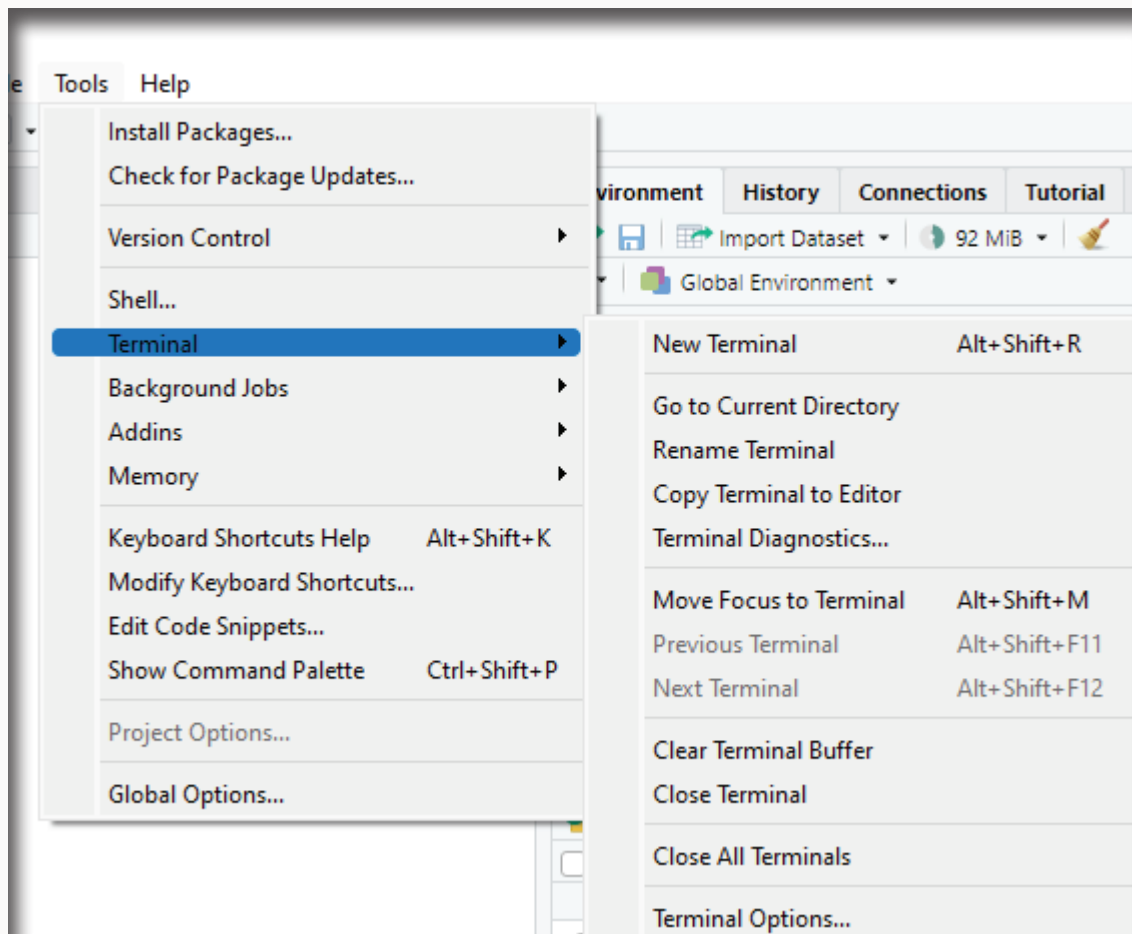 Tools Help
Install Packages...
Check for Package Updates...
Version Control
Shell...
Terminal
Background Jobs
Addins
Memory
Keyboard Shortcuts Help Alt+Shift+K
Modify Keyboard Shortcuts...
Edit Code Snippets...
Show Command Palette Ctrl+Shift+P
Project Options...
Global Options...
vironment History Connections Tutorial
Import Dataset 92 MiB
Global Environment
New Terminal Alt+Shift+R
Go to Current Directory
Rename Terminal
Copy Terminal to Editor
Terminal Diagnostics...
Move Focus to Terminal Alt+Shift+M
Previous Terminal Alt+Shift+F11
Next Terminal Alt+Shift+F12
Clear Terminal Buffer
Close Terminal
Close All Terminals
Terminal Options...